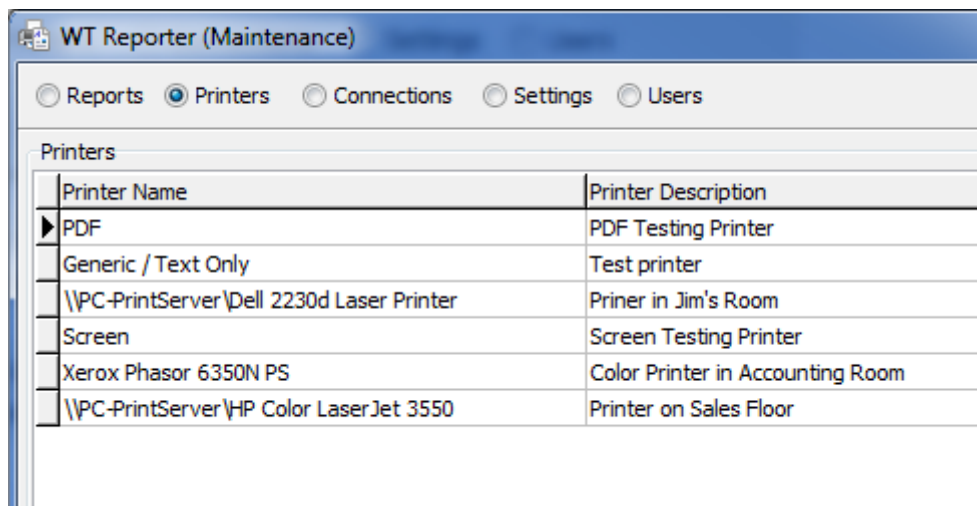 WT Reporter (Maintenance)
Reports Printers Connections Settings Users
Printers
Printer Name Printer Description
PDF PDF Testing Printer
Generic / Text Only Test printer
\\PC-PrintServer\Dell 2230d Laser Printer Priner in Jim's Room
Screen Screen Testing Printer
Xerox Phasor 6350N PS Color Printer in Accounting Room
\\PC-PrintServer\HP Color LaserJet 3550 Printer on Sales Floor